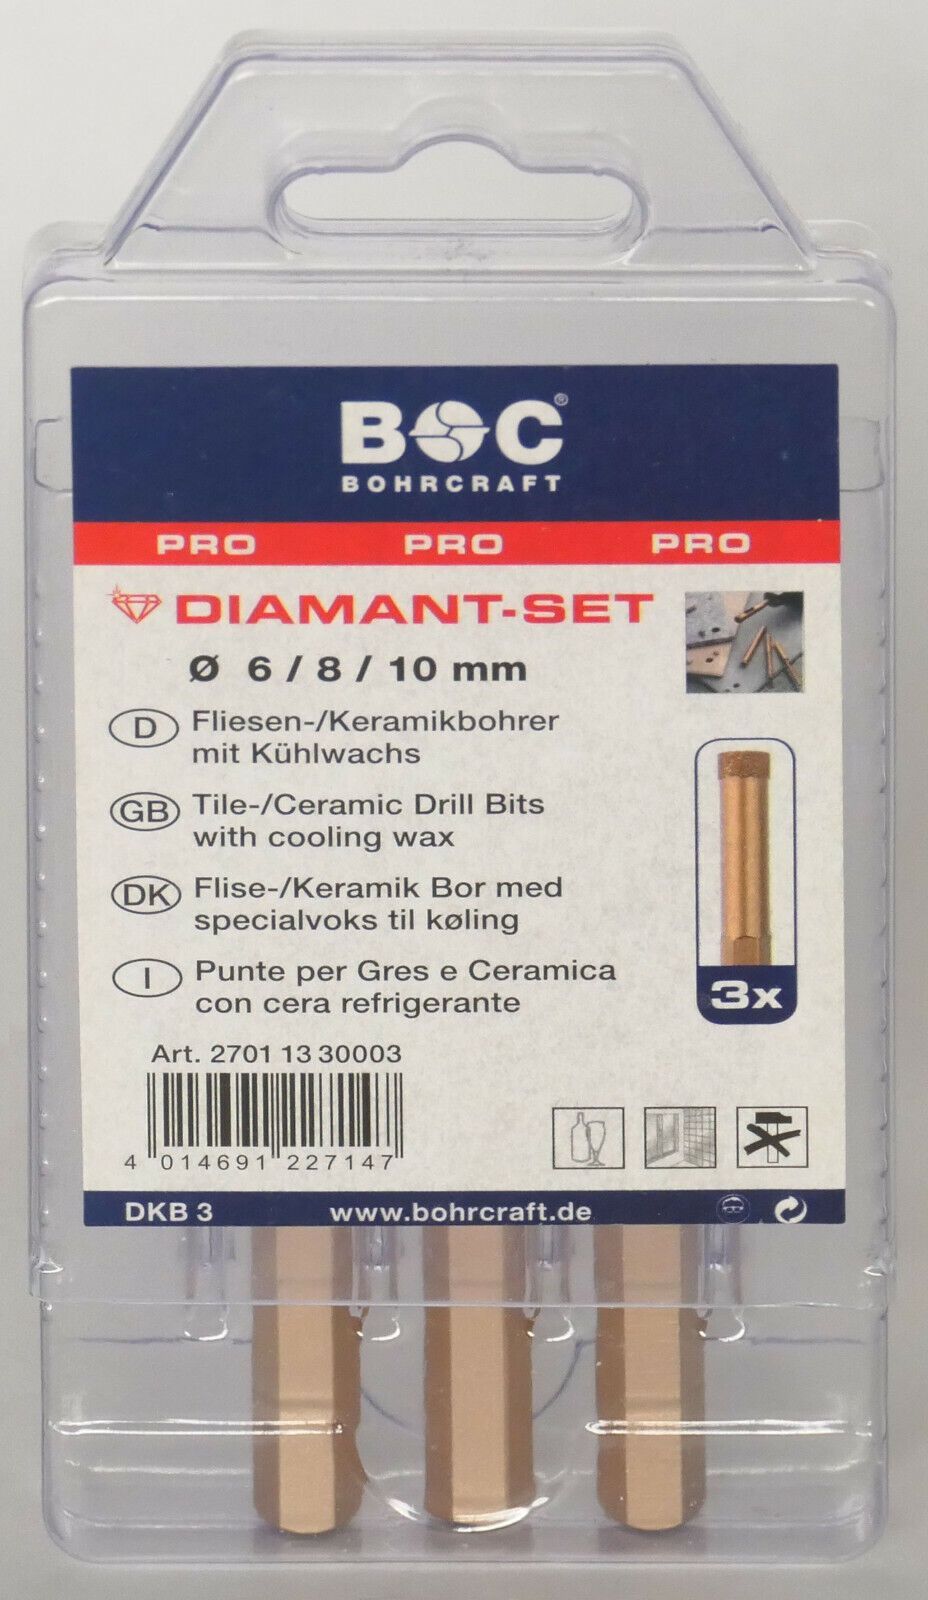 BOC®
BOHRCRAFT
PRO PRO PRO
DIAMANT-SET
Ø 6 / 8 / 10 mm
D Fliesen-/Keramikbohrer
mit Kühlwachs
GB Tile-/Ceramic Drill Bits
with cooling wax
DK Flise-/Keramik Bor med
specialvoks til køling
I Punte per Gres e Ceramica
con cera refrigerante
3x
Art. 2701 13 30003
4 014691 227147
DKB 3 www.bohrcraft.de